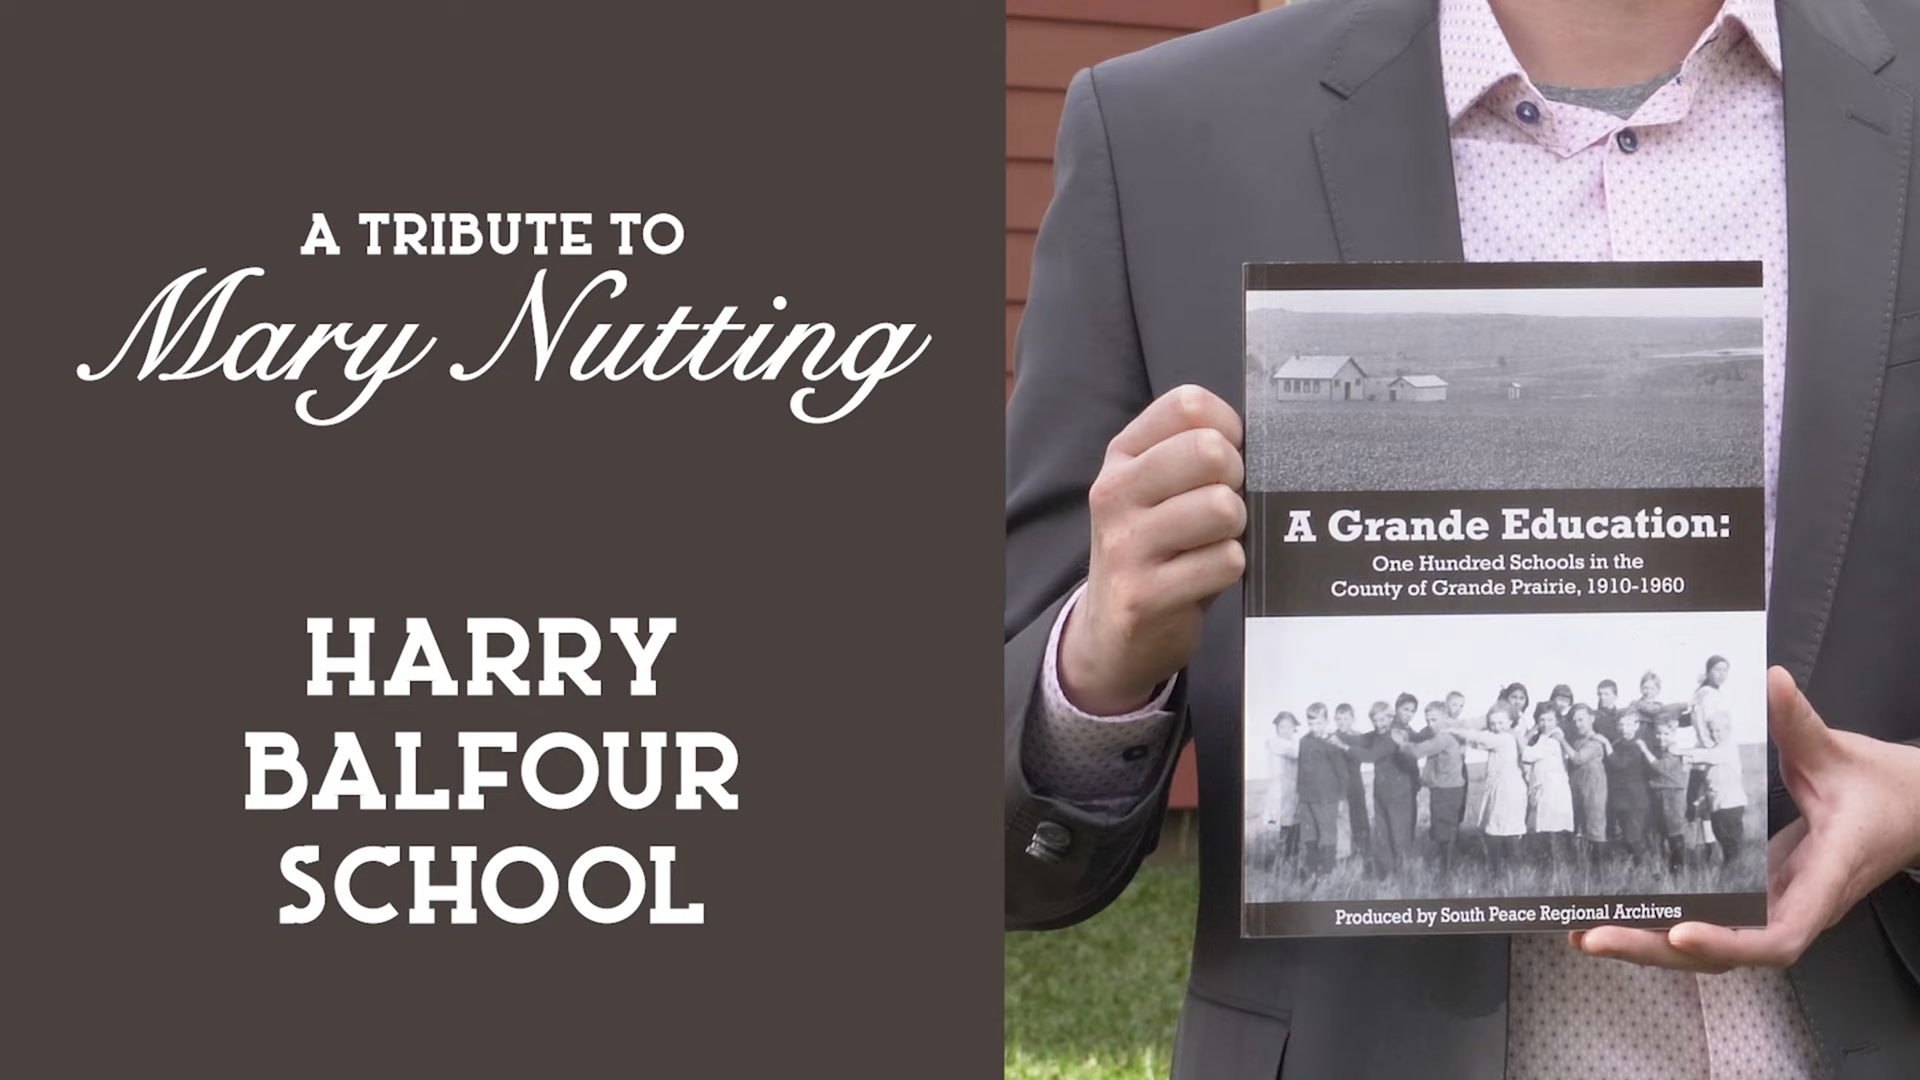 A TRIBUTE TO
Mary Nutting
HARRY
BALFOUR
SCHOOL
A Grande Education:
One Hundred Schools in the
County of Grande Prairie, 1910-1960
Produced by South Peace Regional Archives